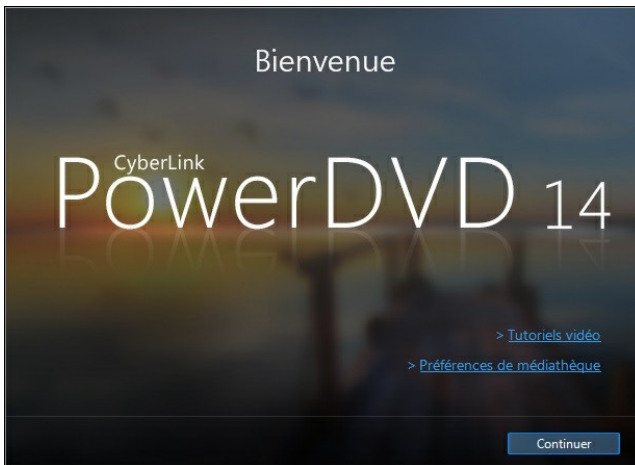 Bienvenue
CyberLink
PowerDVD 14
> Tutoriels vidéo
> Préférences de médiathèque
Continuer